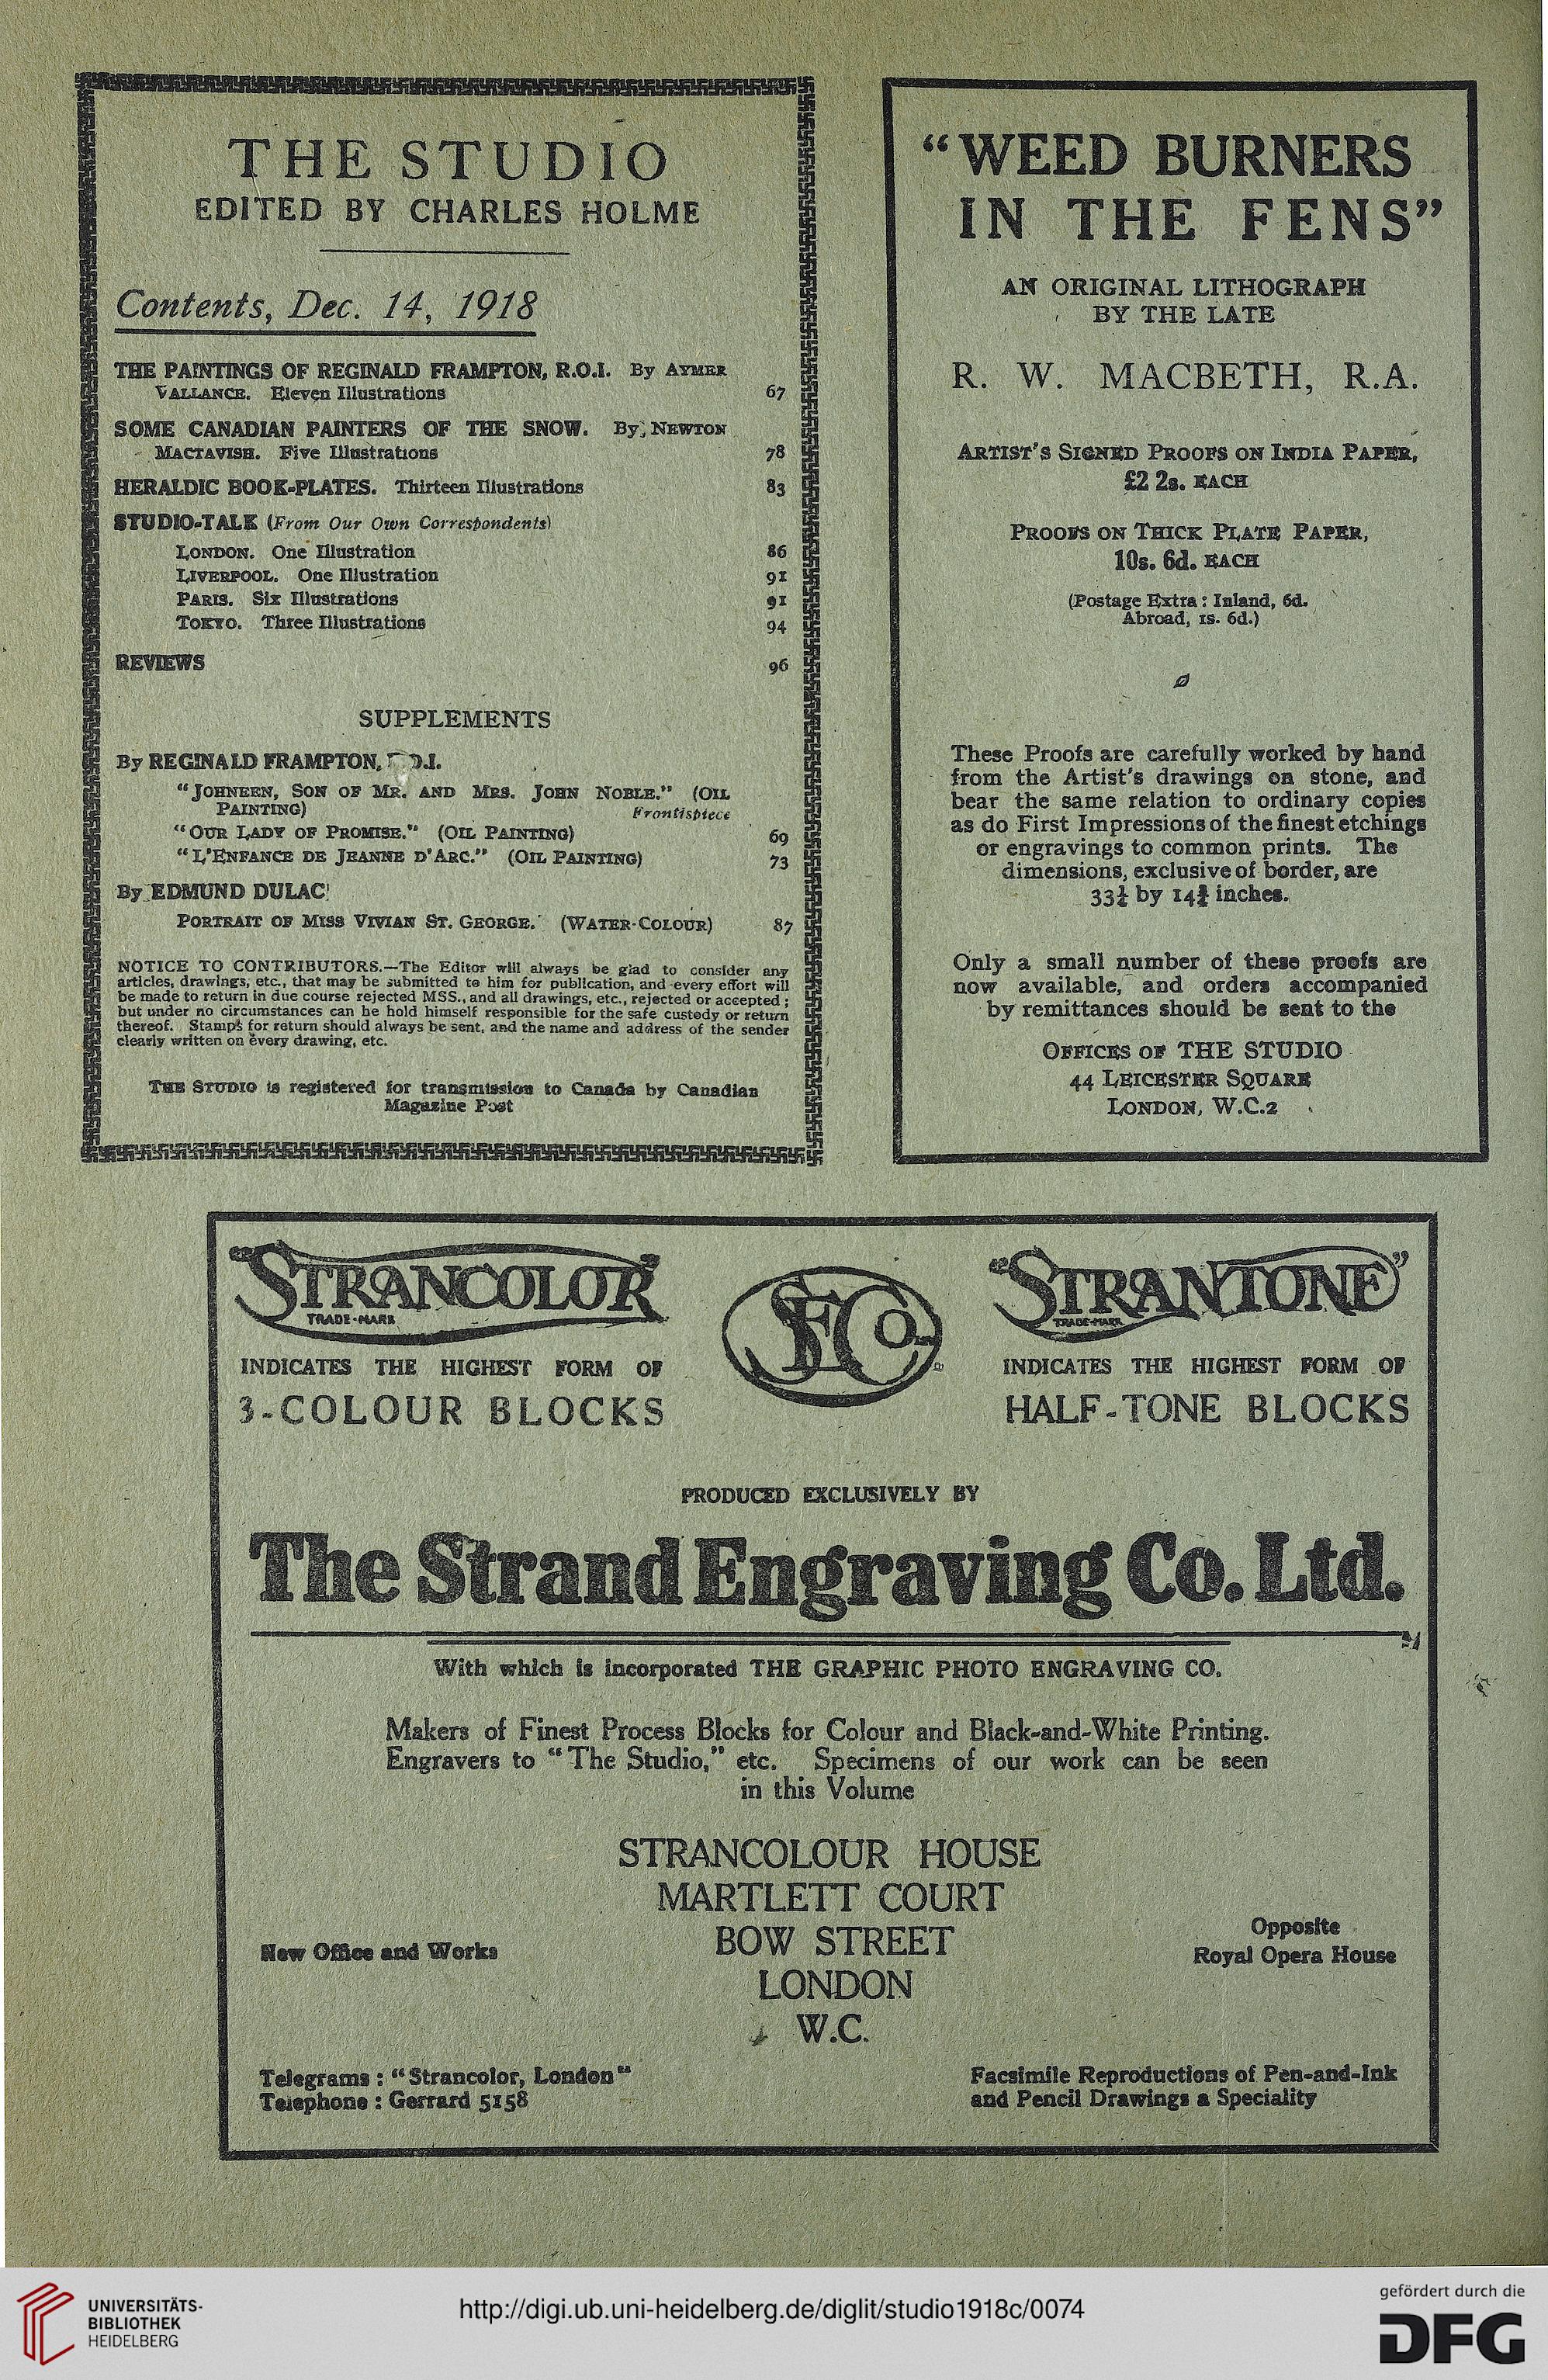 THE STUDIO
EDITED BY CHARLES HOLME
Contents, Dec. 14, 1918
THE PAINTINGS OF REGINALD FRAMPTON, R.O.I. By AYMER
VALLANCE. Eleven Illustrations 67
SOME CANADIAN PAINTERS OF THE SNOW. By NEWTON
MACTAVISH. Five Illustrations 78
HERALDIC BOOK-PLATES. Thirteen Illustrations 83
STUDIO-TALK (From Our Own Correspondents)
LONDON. One Illustration 86
LIVERPOOL. One Illustration 91
PARIS. Six Illustrations 91
TOKYO. Three Illustrations 94
REVIEWS 96
SUPPLEMENTS
By REGINALD FRAMPTON, O.I.
"JOHNEEN, SON OF MR. AND MRS. JOHN NOBLE." (OIL
PAINTING) Frontispiece
"OUR LADY OF PROMISE." (OIL PAINTING) 69
"L'ENFANCE DE JEANNE D'ARC." (OIL PAINTING) 73
By EDMUND DULAC
PORTRAIT OF MISS VIVIAN ST. GEORGE. (WATER-COLOUR) 87
NOTICE TO CONTRIBUTORS.—The Editor will always be glad to consider any
articles, drawings, etc., that may be submitted to him for publication, and every effort will
be made to return in due course rejected MSS., and all drawings, etc., rejected or accepted;
but under no circumstances can he hold himself responsible for the safe custody or return
thereof. Stamps for return should always be sent, and the name and address of the sender
clearly written on every drawing, etc.
THE STUDIO is registered for transmission to Canada by Canadian
Magazine Post
"WEED BURNERS
IN THE FENS"
AN ORIGINAL LITHOGRAPH
BY THE LATE
R. W. MACBETH, R.A.
ARTIST'S SIGNED PROOFS ON INDIA PAPER,
£2 2s. EACH
PROOFS ON THICK PLATE PAPER,
10s. 6d. EACH
(Postage Extra: Inland, 6d.
Abroad, 1s. 6d.)
These Proofs are carefully worked by hand
from the Artist's drawings on stone, and
bear the same relation to ordinary copies
as do First Impressions of the finest etchings
or engravings to common prints. The
dimensions, exclusive of border, are
by inches.
Only a small number of these proofs are
now available, and orders accompanied
by remittances should be sent to the
OFFICES OF THE STUDIO
44 LEICESTER SQUARE
LONDON, W.C.2
"STRANCOLOR"
TRADE-MARK
INDICATES THE HIGHEST FORM OF
3-COLOUR BLOCKS
SE Co.
"STRANTONE"
TRADE-MARK
INDICATES THE HIGHEST FORM OF
HALF-TONE BLOCKS
PRODUCED EXCLUSIVELY BY
The Strand Engraving Co. Ltd.
With which is incorporated THE GRAPHIC PHOTO ENGRAVING CO.
Makers of Finest Process Blocks for Colour and Black-and-White Printing.
Engravers to "The Studio," etc. Specimens of our work can be seen
in this Volume
STRANCOLOUR HOUSE
MARTLETT COURT
BOW STREET
LONDON
W.C.
New Office and Works
Opposite
Royal Opera House
Telegrams: "Strancolor, London"
Telephone: Gerrard 5158
Facsimile Reproductions of Pen-and-Ink
and Pencil Drawings a Speciality
UNIVERSITÄTS-
BIBLIOTHEK
HEIDELBERG
http://digi.ub.uni-heidelberg.de/diglit/studio1918c/0074
gefördert durch die
DFG